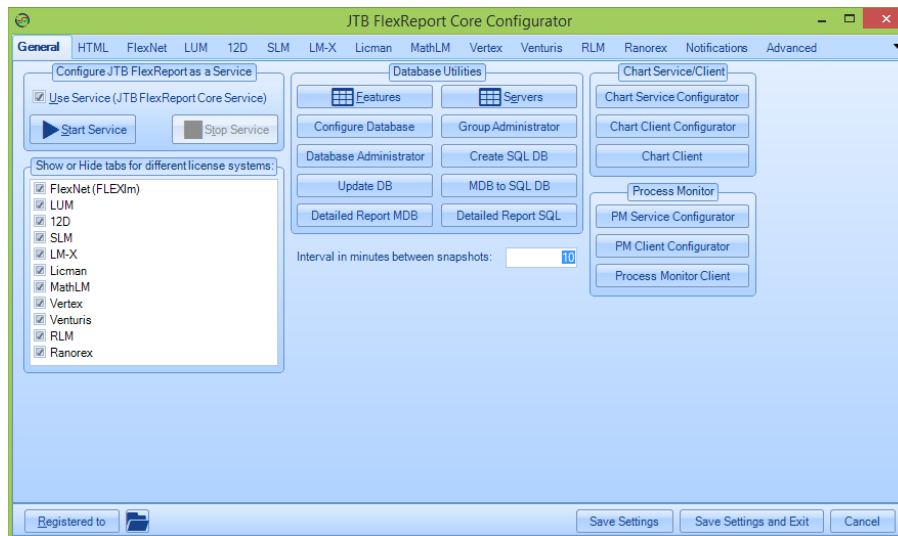 JTB FlexReport Core Configurator
General HTML FlexNet LUM 12D SLM LM-X Licman MathLM Vertex Venturis RLM Ranorex Notifications Advanced
Configure JTB FlexReport as a Service
Use Service (JTB FlexReport Core Service)
Start Service Stop Service
Show or Hide tabs for different license systems:
FlexNet (FLEXlm)
LUM
12D
SLM
LM-X
Licman
MathLM
Vertex
Venturis
RLM
Ranorex
Database Utilities
Features Servers
Configure Database Group Administrator
Database Administrator Create SQL DB
Update DB MDB to SQL DB
Detailed Report MDB Detailed Report SQL
Interval in minutes between snapshots: 10
Chart Service/Client
Chart Service Configurator
Chart Client Configurator
Chart Client
Process Monitor
PM Service Configurator
PM Client Configurator
Process Monitor Client
Registered to Save Settings Save Settings and Exit Cancel